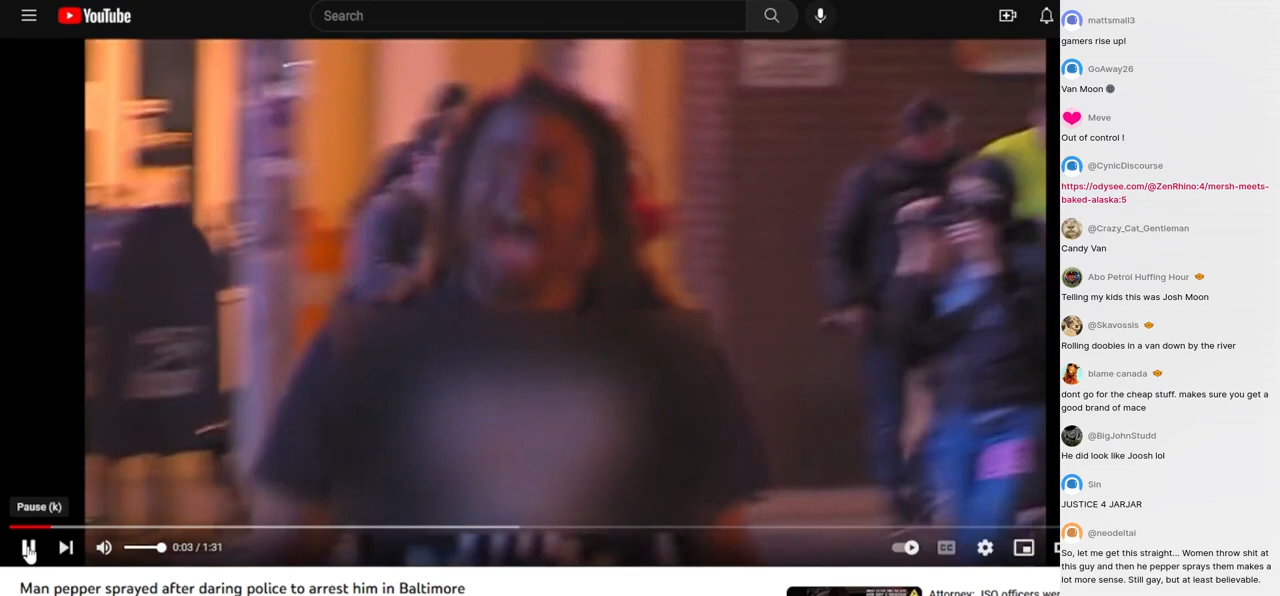 YouTube
Search
mattsmall3
gamers rise up!
GoAway26
Van Moon
Meve
Out of control !
@CynicDiscourse
https://odysee.com/@ZenRhino:4/mersh-meets-
baked-alaska:5
@Crazy_Cat_Gentleman
Candy Van
Abo Petrol Huffing Hour
Telling my kids this was Josh Moon
@Skavossis
Rolling doobies in a van down by the river
blame canada
dont go for the cheap stuff. makes sure you get a
good brand of mace
@BigJohnStudd
He did look like Joosh lol
Sin
JUSTICE 4 JARJAR
@neodeltai
So, let me get this straight... Women throw shit at
this guy and then he pepper sprays them makes a
lot more sense. Still gay, but at least believable.
Pause (k)
0:03 / 1:31
CC
Man pepper sprayed after daring police to arrest him in Baltimore
Attorney: JSO officers wer